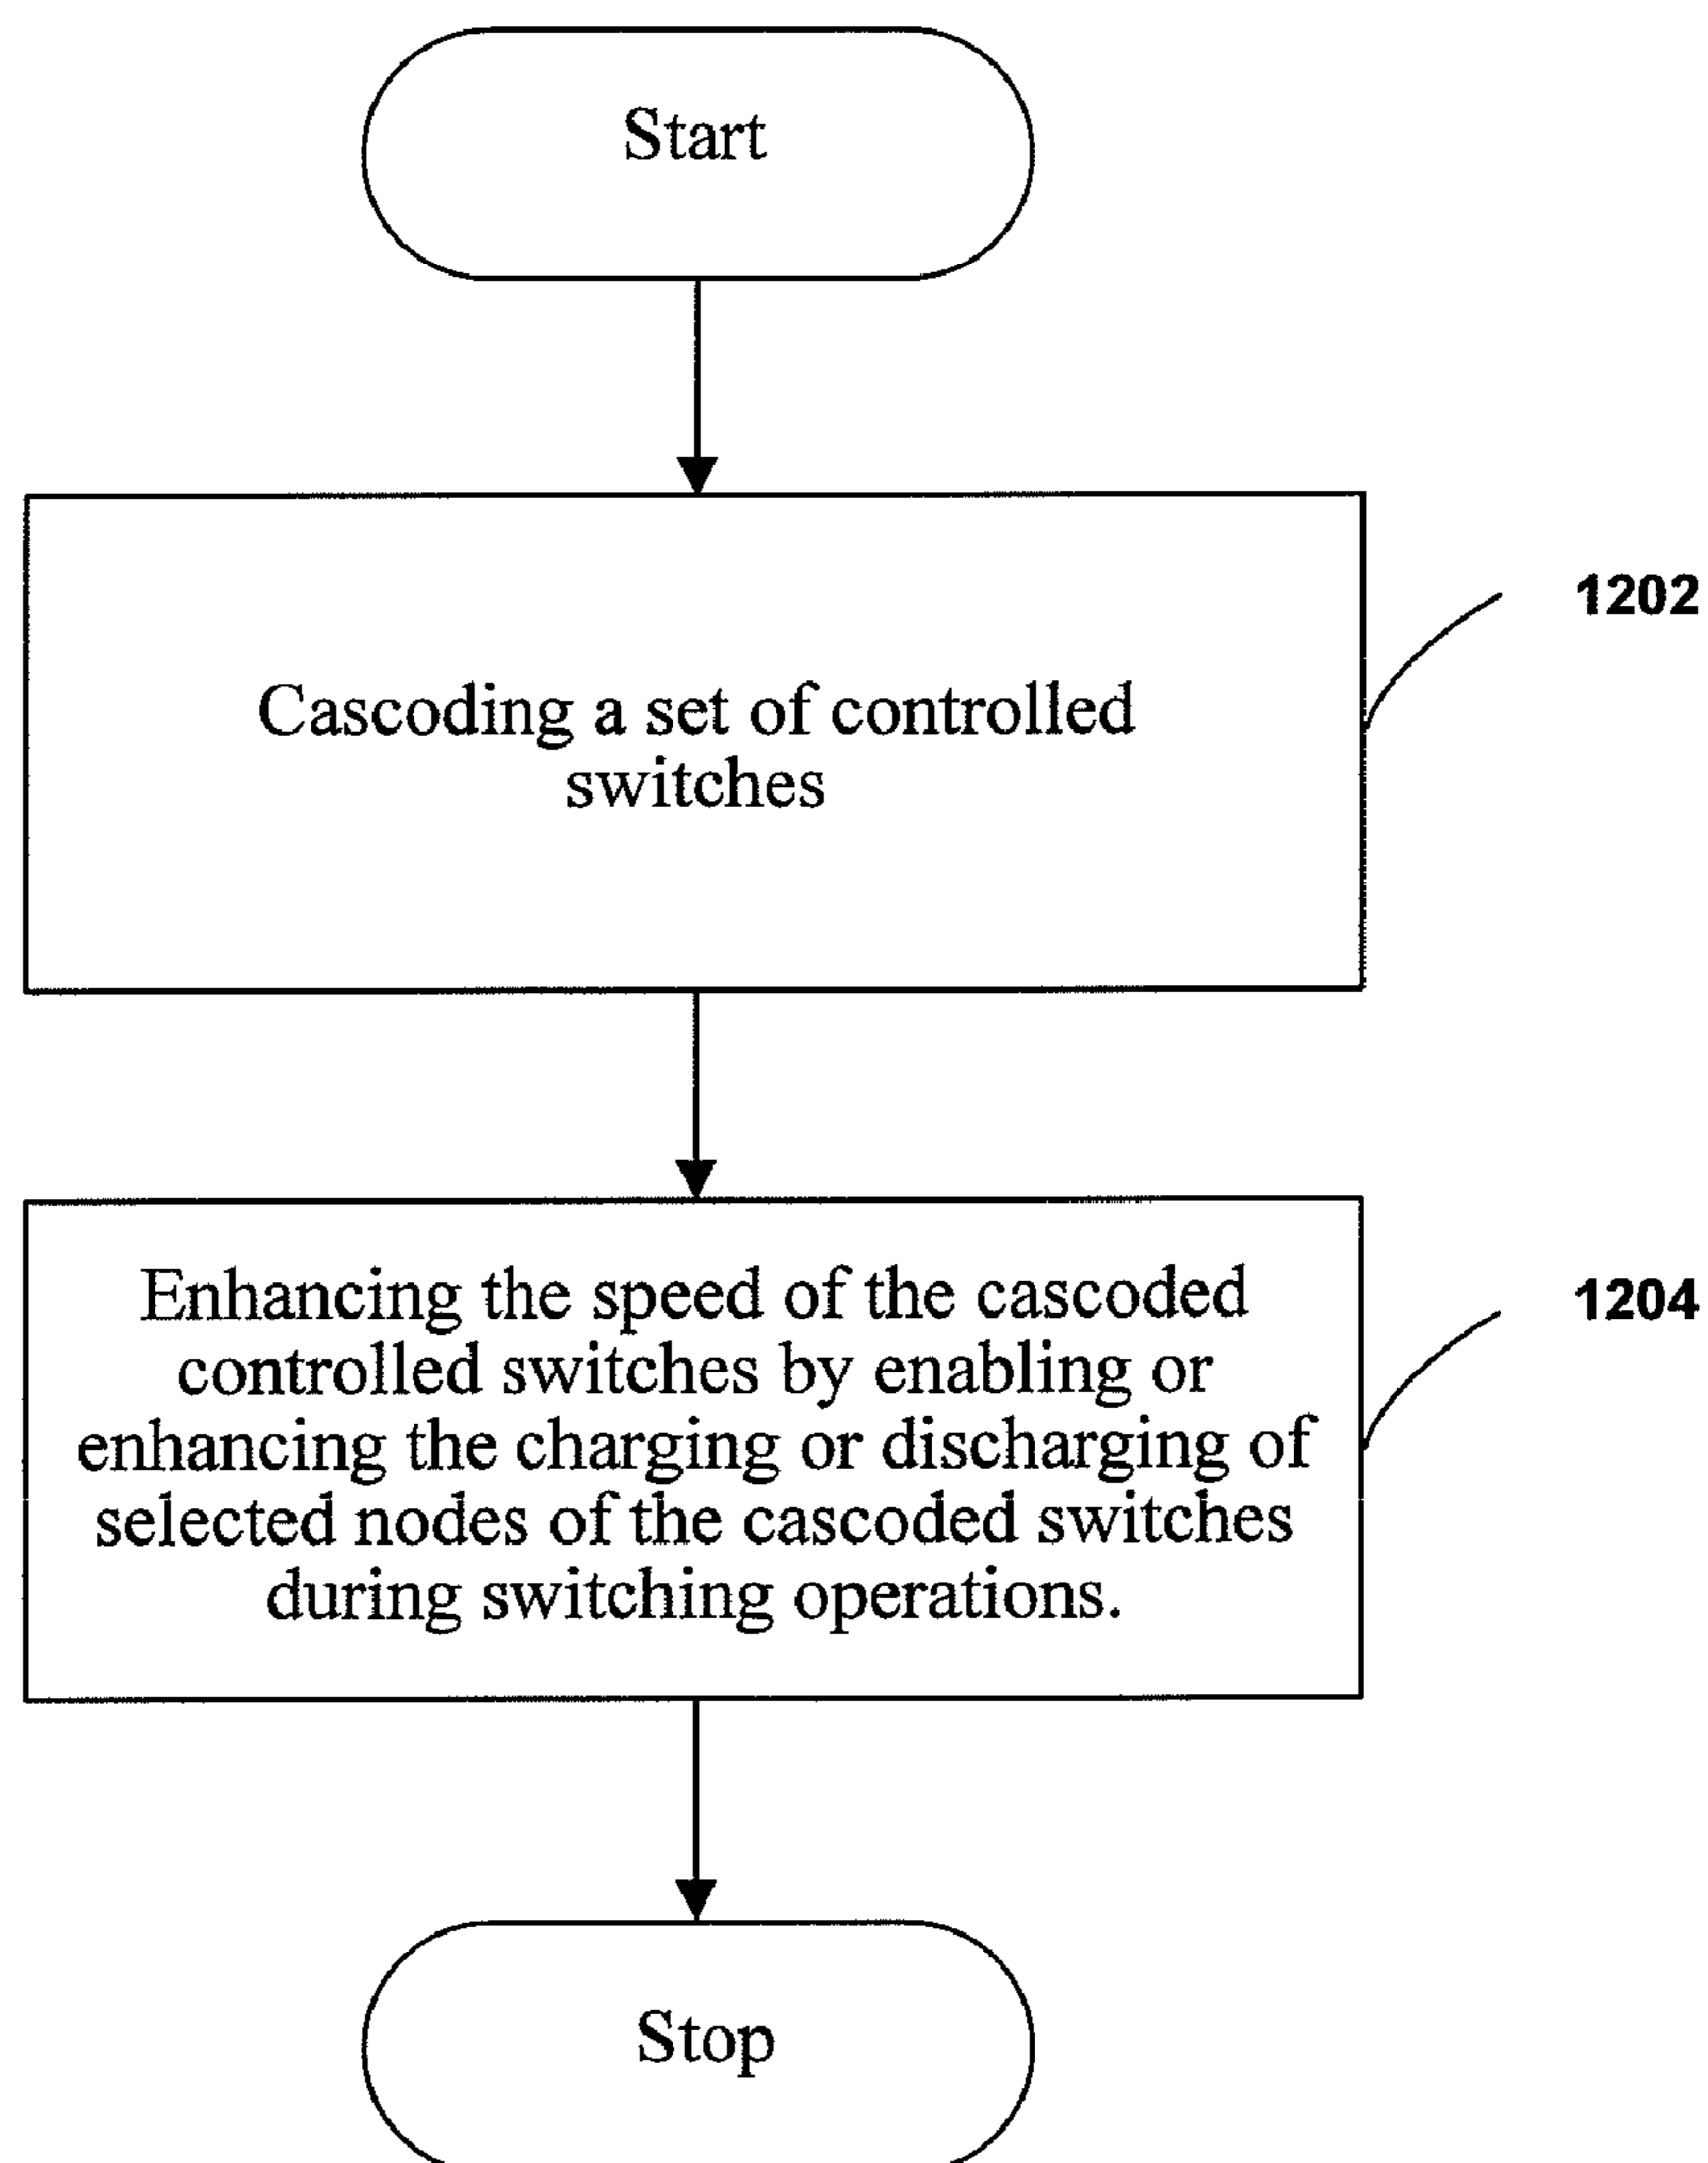 Start
1202
Cascoding a set of controlled
switches
1204
Enhancing the speed of the cascoded
controlled switches by enabling or
enhancing the charging or discharging of
selected nodes of the cascoded switches
during switching operations.
Stop